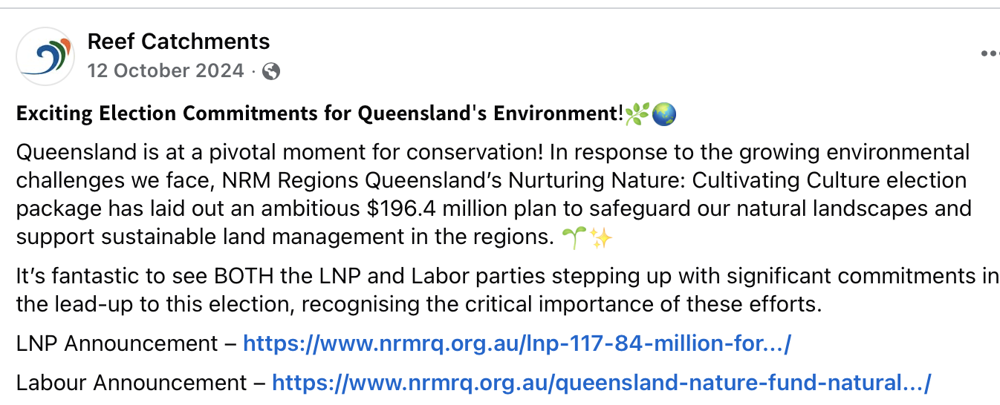 Reef Catchments
12 October 2024 ·
Exciting Election Commitments for Queensland's Environment!🌿🌏
Queensland is at a pivotal moment for conservation! In response to the growing environmental
challenges we face, NRM Regions Queensland’s Nurturing Nature: Cultivating Culture election
package has laid out an ambitious $196.4 million plan to safeguard our natural landscapes and
support sustainable land management in the regions. 🌱✨
It’s fantastic to see BOTH the LNP and Labor parties stepping up with significant commitments in
the lead-up to this election, recognising the critical importance of these efforts.
LNP Announcement – https://www.nrmrq.org.au/lnp-117-84-million-for.../
Labour Announcement – https://www.nrmrq.org.au/queensland-nature-fund-natural.../